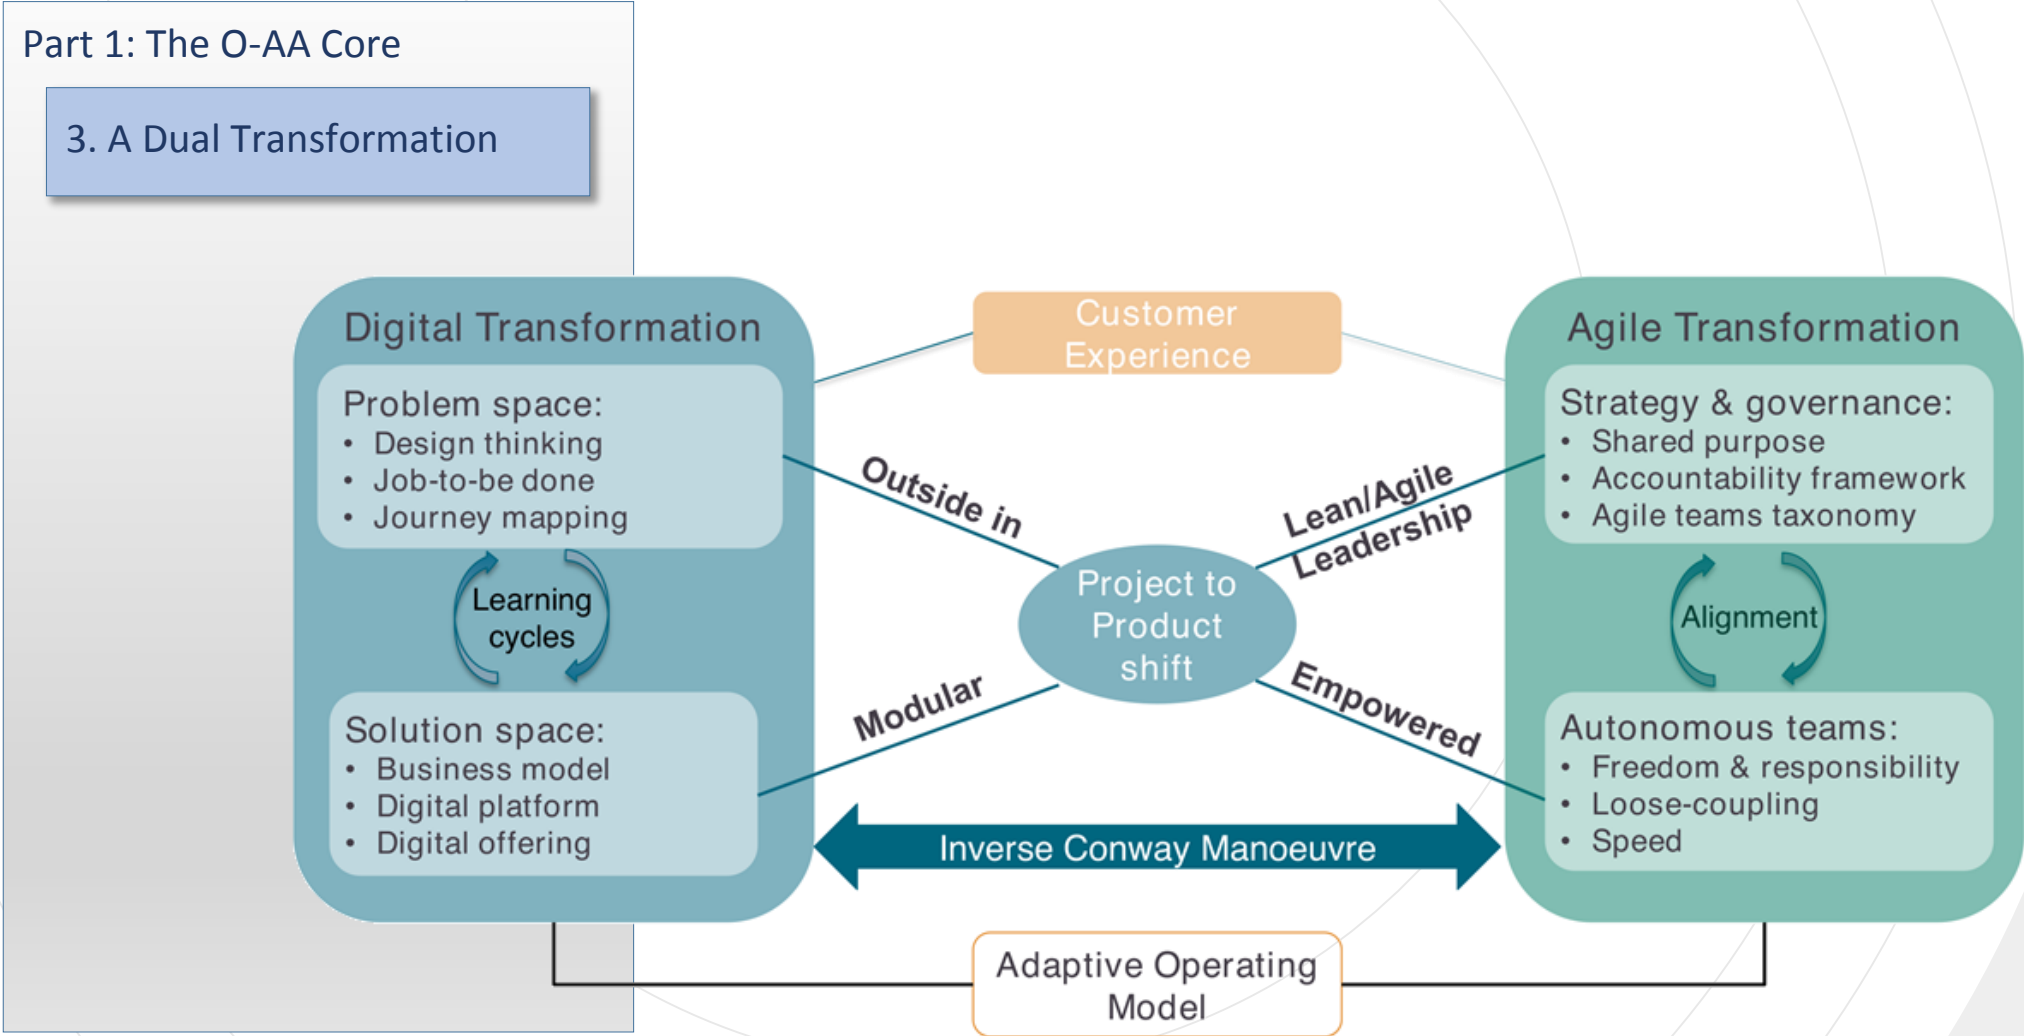 Part 1: The O-AA Core
3. A Dual Transformation
Digital Transformation
Problem space:
• Design thinking
• Job-to-be done
• Journey mapping
Learning
cycles
Solution space:
• Business model
• Digital platform
• Digital offering
Customer
Experience
Outside in
Lean/Agile
Leadership
Project to
Product
shift
Modular
Empowered
Inverse Conway Manoeuvre
Adaptive Operating
Model
Agile Transformation
Strategy & governance:
• Shared purpose
• Accountability framework
• Agile teams taxonomy
Alignment
Autonomous teams:
• Freedom & responsibility
• Loose-coupling
• Speed